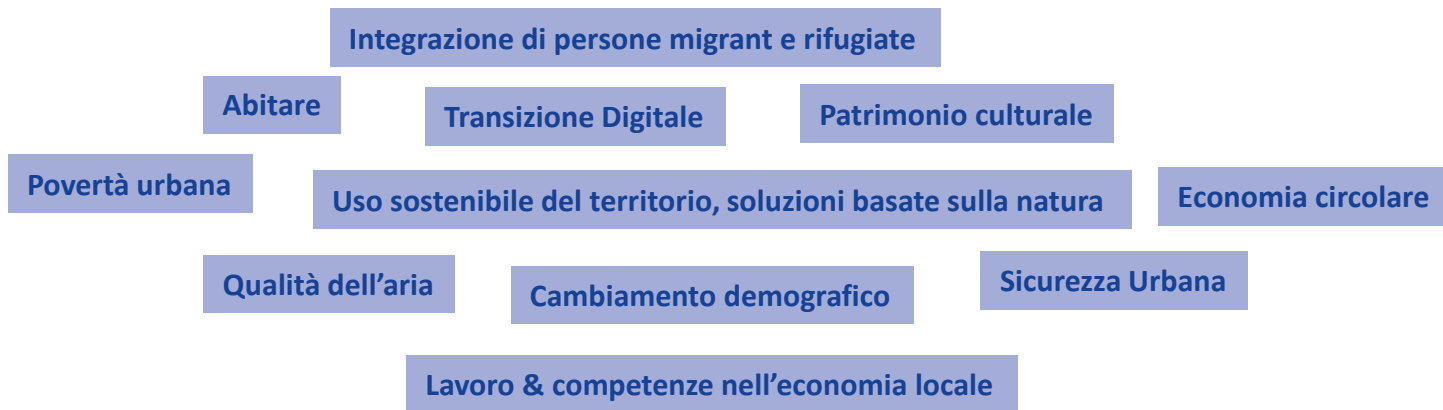 Integrazione di persone migrant e rifugiate
Abitare
Transizione Digitale
Patrimonio culturale
Povertà urbana
Uso sostenibile del territorio, soluzioni basate sulla natura
Economia circolare
Qualità dell’aria
Cambiamento demografico
Sicurezza Urbana
Lavoro & competenze nell’economia locale